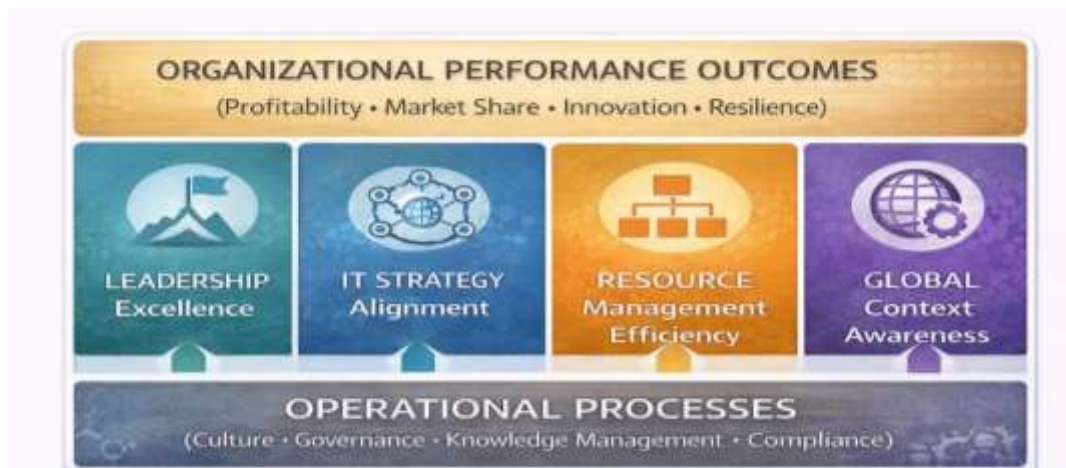 ORGANIZATIONAL PERFORMANCE OUTCOMES
(Profitability • Market Share • Innovation • Resilience)
LEADERSHIP
Excellence
IT STRATEGY
Alignment
RESOURCE
Management
Efficiency
GLOBAL
Context
Awareness
OPERATIONAL PROCESSES
(Culture • Governance • Knowledge Management • Compliance)